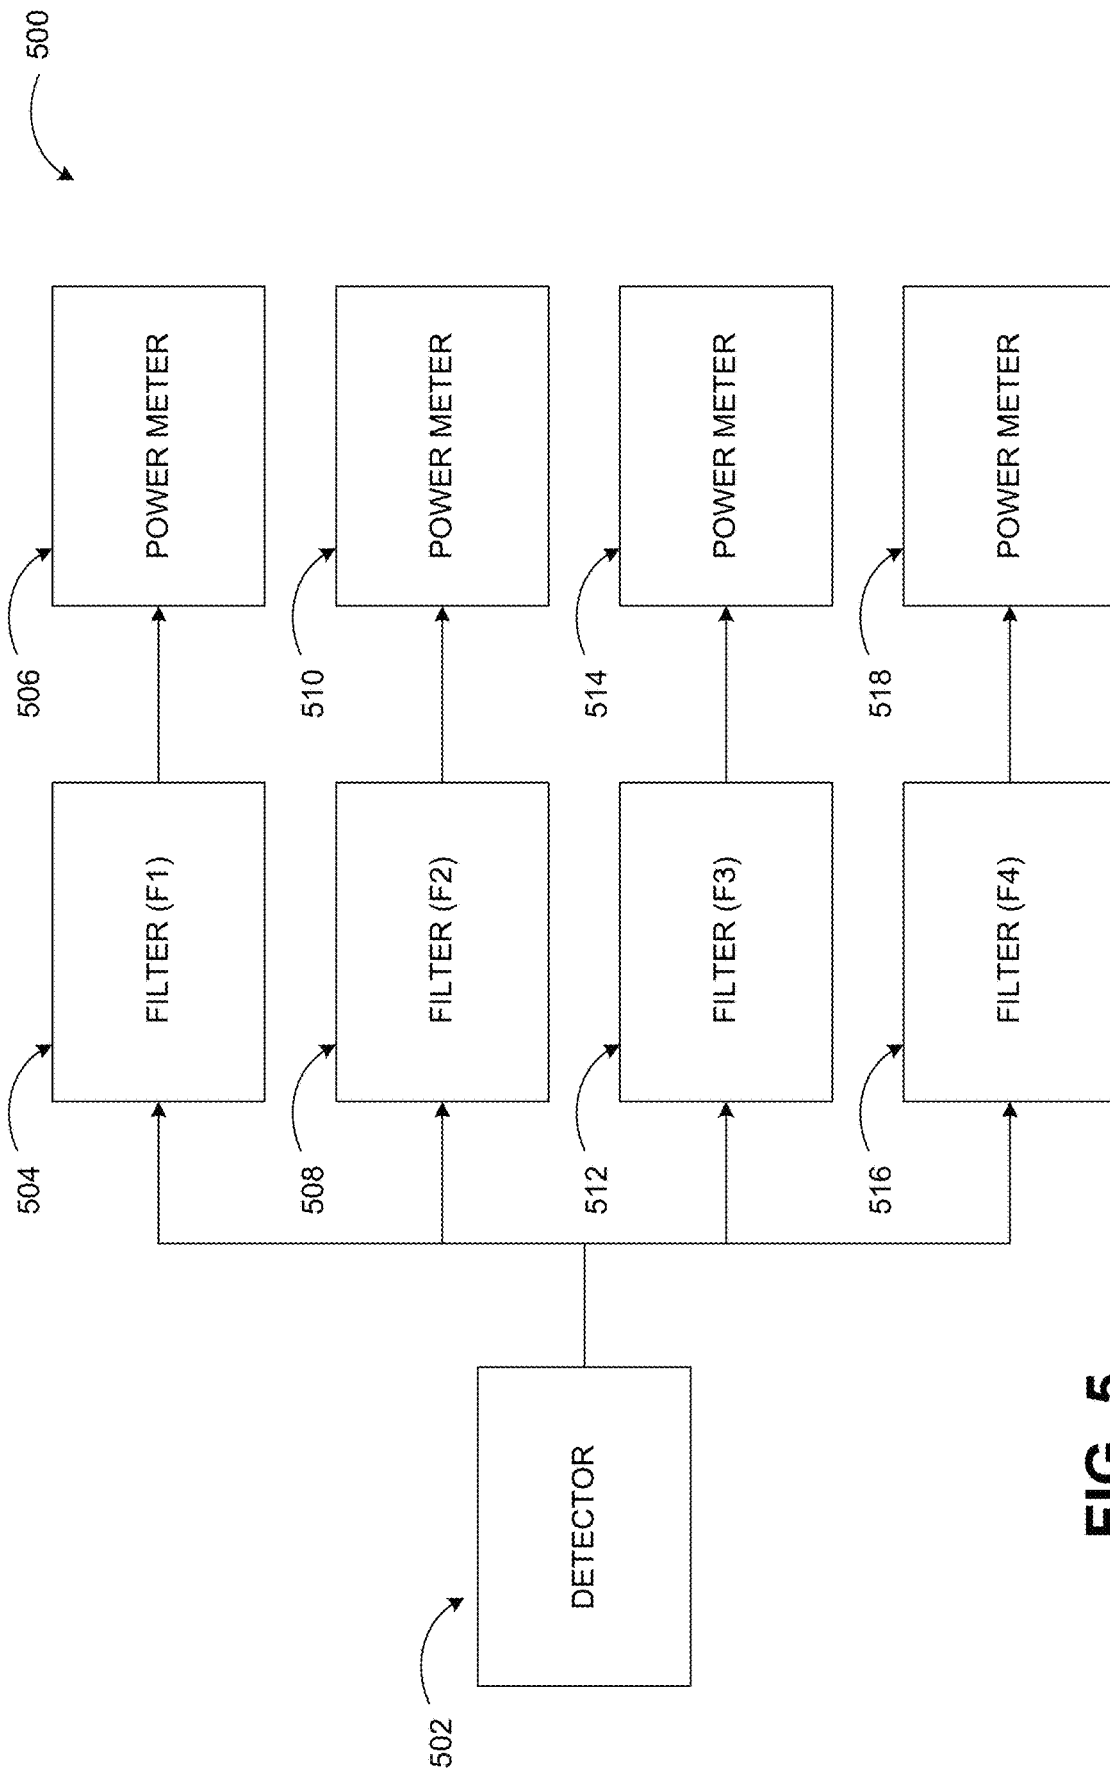 500
506
POWER METER
510
POWER METER
514
POWER METER
518
POWER METER
504
FILTER (F1)
508
FILTER (F2)
512
FILTER (F3)
516
FILTER (F4)
502
DETECTOR
FIG. 5